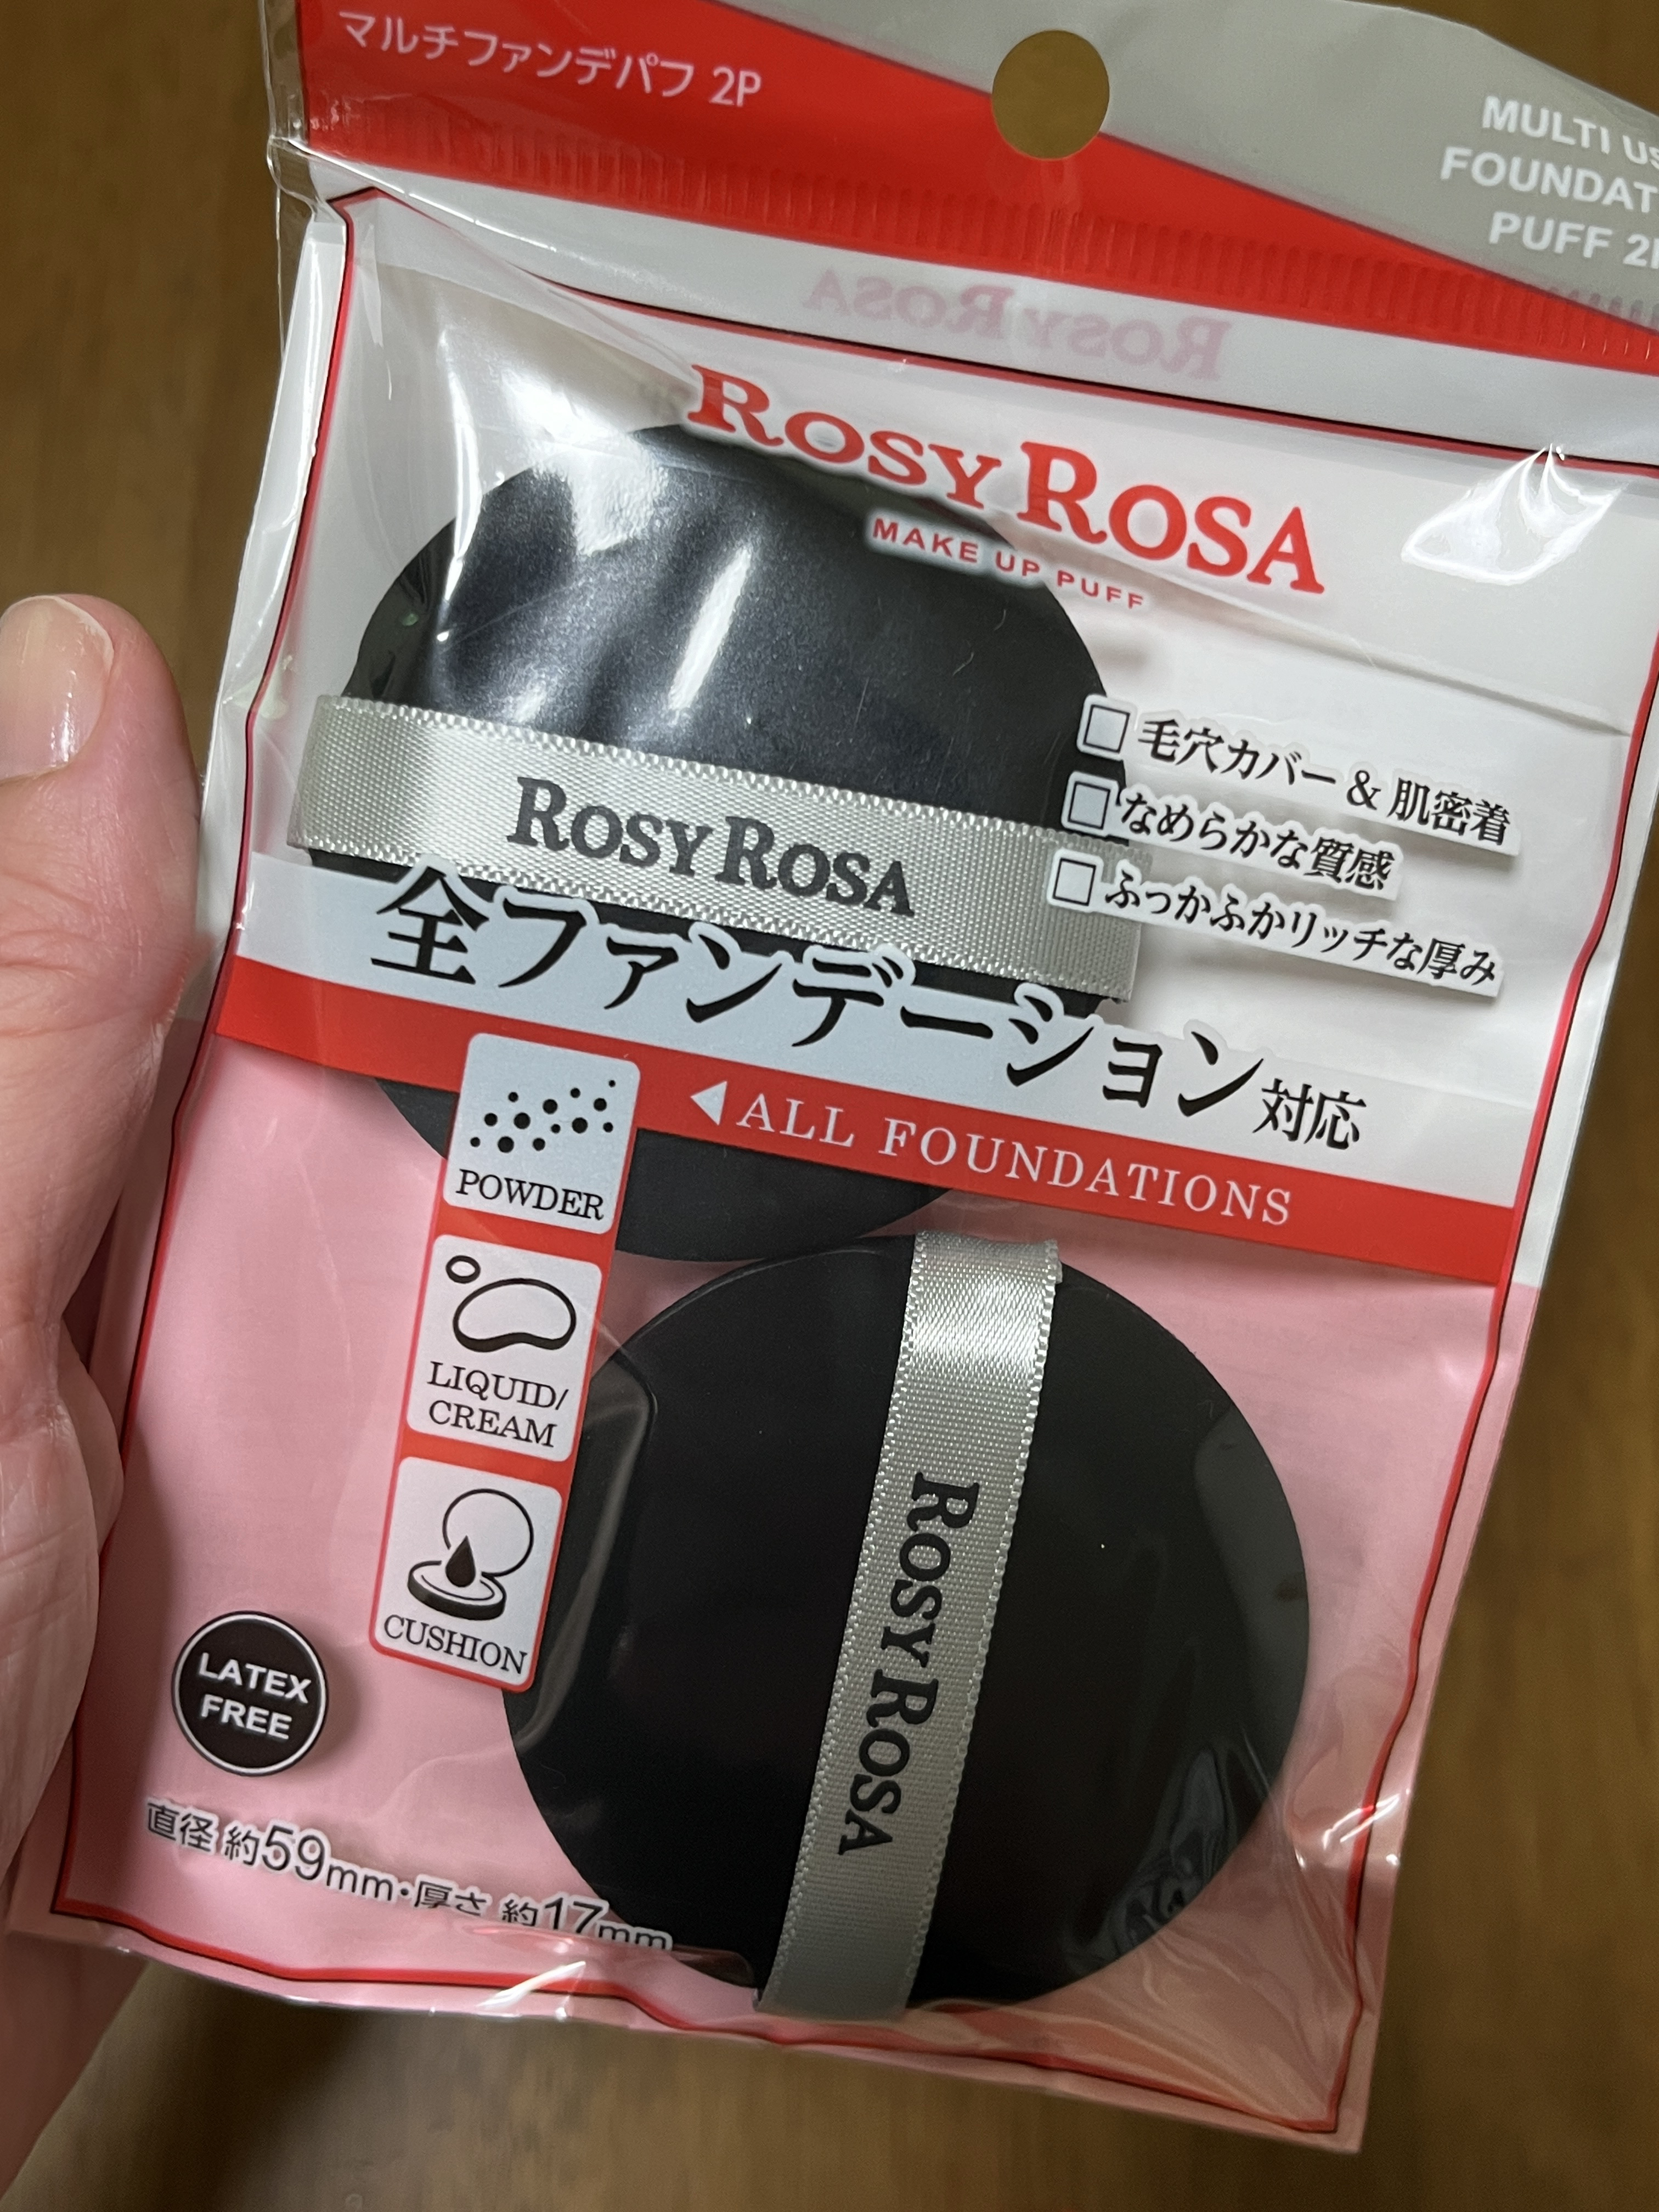 マルチファンデパフ 2P
MULTI
FOUNDAT
PUFF
ROSY ROSA
ROSY ROSA
MAKE UP PUFF
□ 毛穴カバー & 肌密着
□ なめらかな質感
□ ふっかふかリッチな厚み
ROSY ROSA
全ファンデーション対応
◀ALL FOUNDATIONS
POWDER
LIQUID/
CREAM
CUSHION
ROSY ROSA
LATEX
FREE
直径 約59mm・厚さ 約17mm